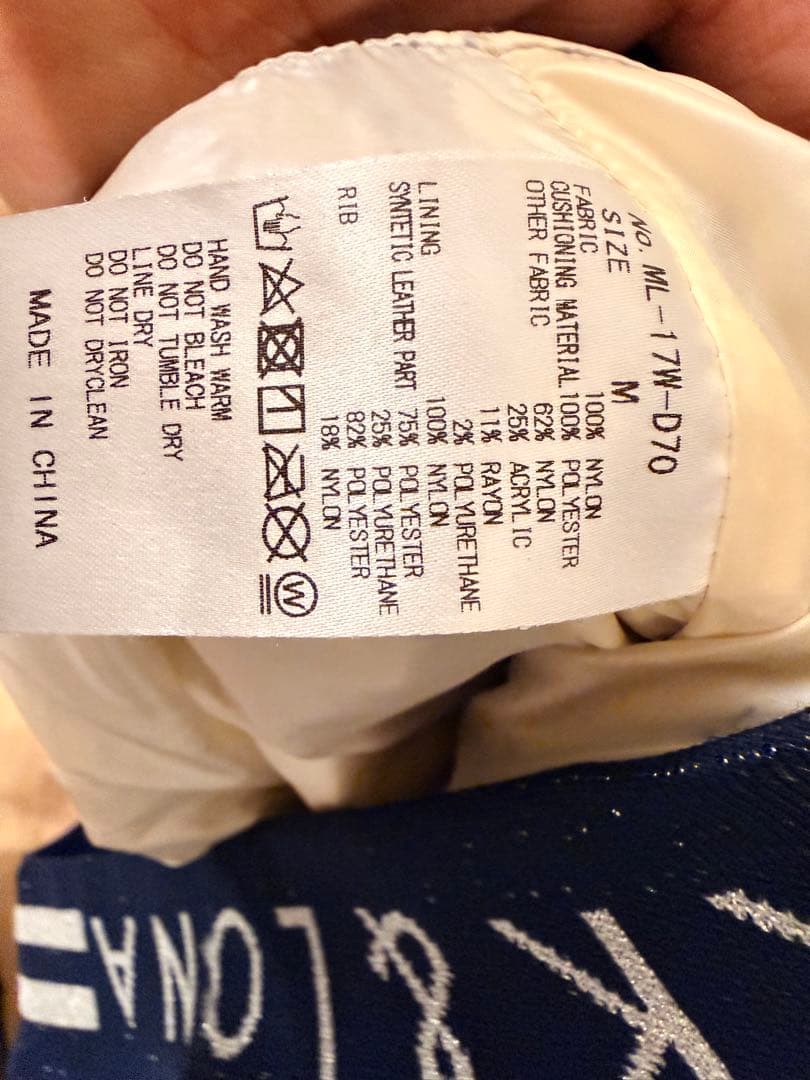 No. ML-17W-D70
SIZE M
FABRIC 100% NYLON
CUSHIONING MATERIAL 100% POLYESTER
OTHER FABRIC 62% NYLON
25% ACRYLIC
11% RAYON
2% POLYURETHANE
LINING 100% NYLON
SYNTETIC LEATHER PART 75% POLYESTER
25% POLYURETHANE
RIB 82% POLYESTER
18% NYLON
W
HAND WASH WARM
DO NOT BLEACH
DO NOT TUMBLE DRY
LINE DRY
DO NOT IRON
DO NOT DRYCLEAN
MADE IN CHINA
K & LONA